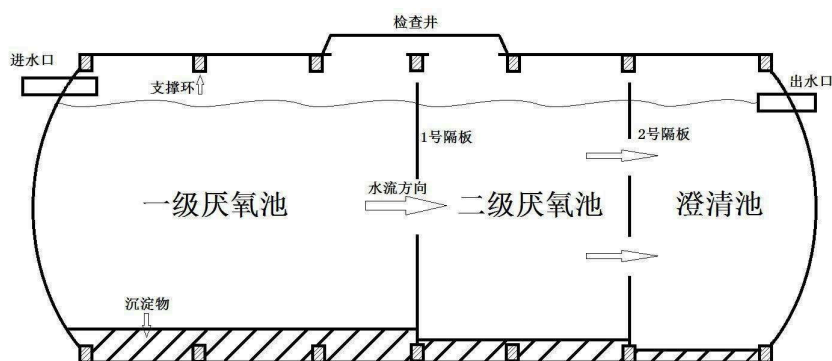 检查井
进水口
支撑环
出水口
1号隔板
2号隔板
一级厌氧池
水流方向
二级厌氧池
澄清池
沉淀物